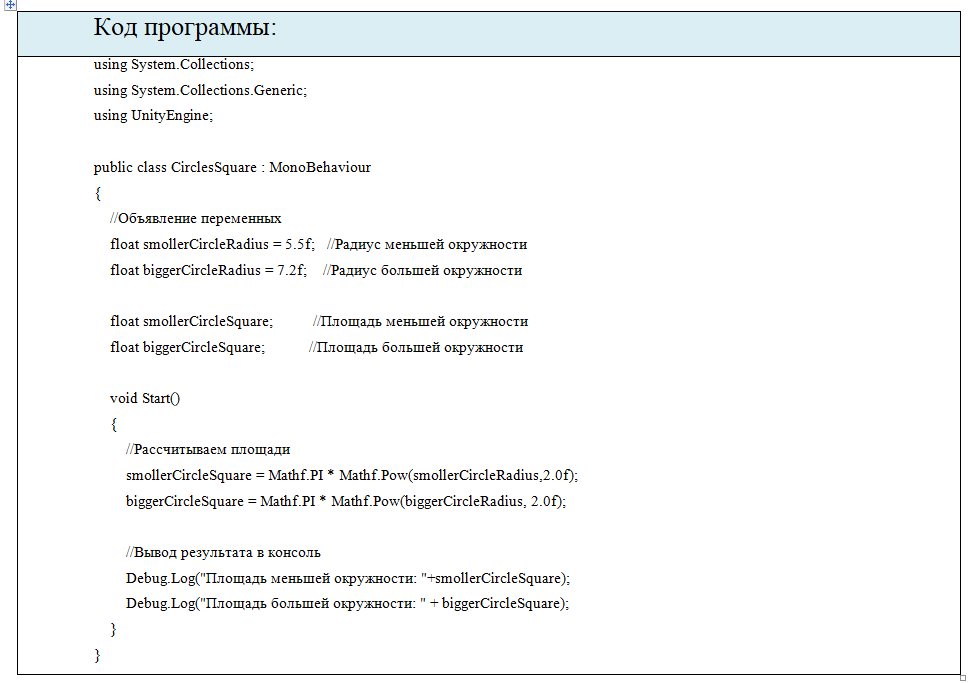 Код программы:
using System.Collections;
using System.Collections.Generic;
using UnityEngine;
public class CirclesSquare : MonoBehaviour
{
//Объявление переменных
float smollerCircleRadius = 5.5f; //Радиус меньшей окружности
float biggerCircleRadius = 7.2f; //Радиус большей окружности
float smollerCircleSquare; //Площадь меньшей окружности
float biggerCircleSquare; //Площадь большей окружности
void Start()
{
//Рассчитываем площади
smollerCircleSquare = Mathf.PI * Mathf.Pow(smollerCircleRadius,2.0f);
biggerCircleSquare = Mathf.PI * Mathf.Pow(biggerCircleRadius, 2.0f);
//Вывод результата в консоль
Debug.Log("Площадь меньшей окружности: "+smollerCircleSquare);
Debug.Log("Площадь большей окружности: " + biggerCircleSquare);
}
}